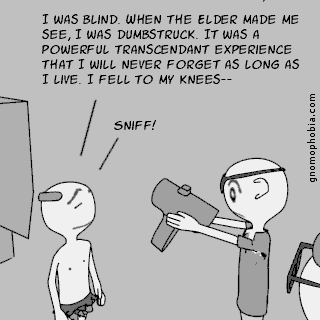 I WAS BLIND. WHEN THE ELDER MADE ME
SEE, I WAS DUMBSTRUCK. IT WAS A
POWERFUL TRANSCENDANT EXPERIENCE
THAT I WILL NEVER FORGET AS LONG AS
I LIVE. I FELL TO MY KNEES--
SNIFF!
gnomophobia.com